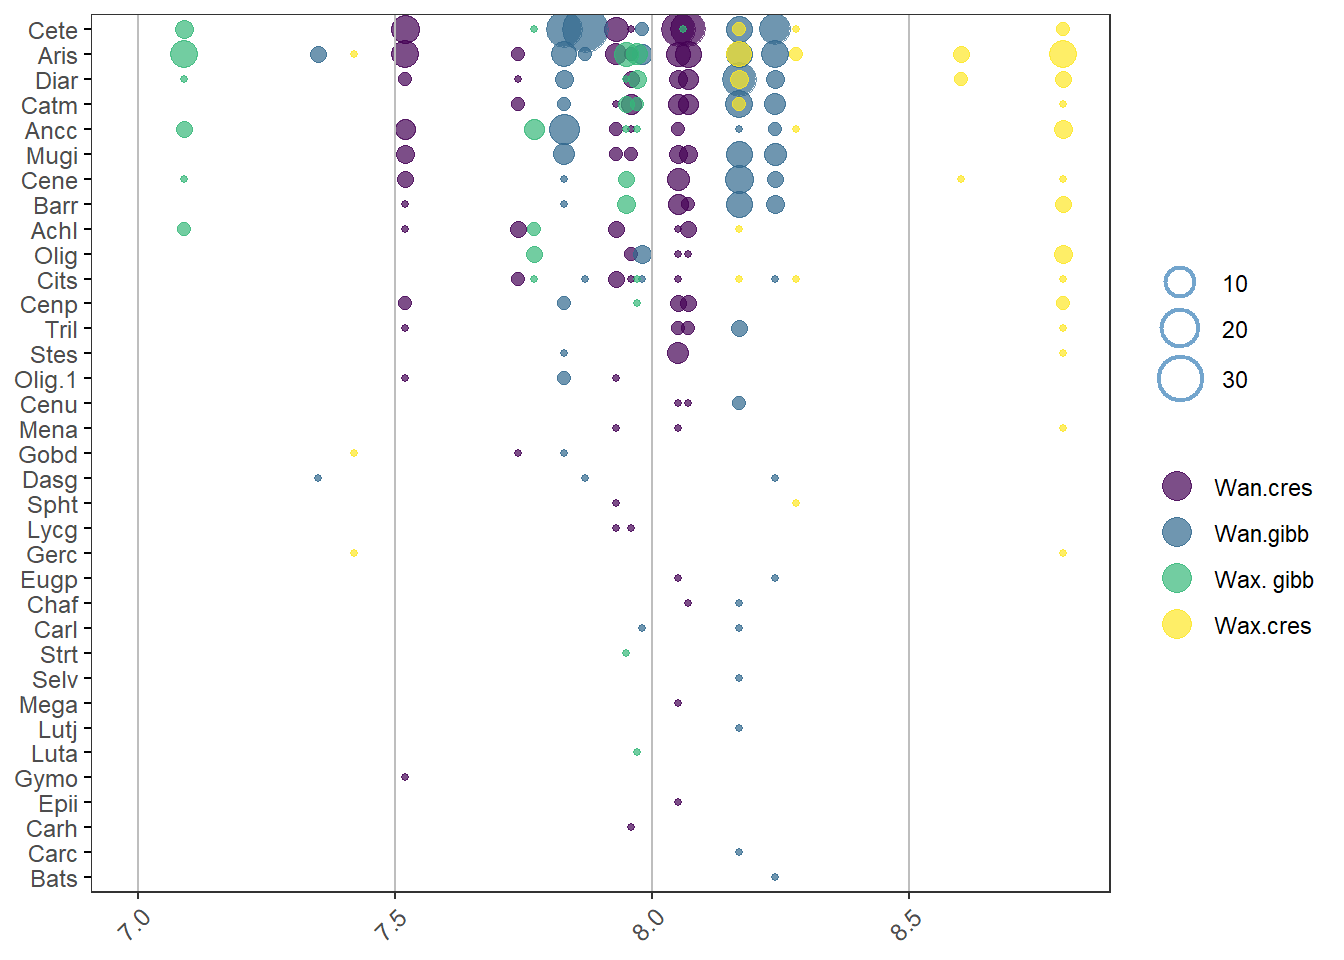 Cete
Aris
Diar
Catm
Ancc
Mugi
Cene
Barr
Achl
Olig
Cits
Cenp
Tril
Stes
Olig.1
Cenu
Mena
Gobd
Dasg
Spht
Lycg
Gerc
Eugp
Chaf
Carl
Strt
Selv
Mega
Lutj
Luta
Gymo
Epii
Carh
Carc
Bats
7.0
7.5
8.0
8.5
10
20
30
Wan.cres
Wan.gibb
Wax. gibb
Wax.cres